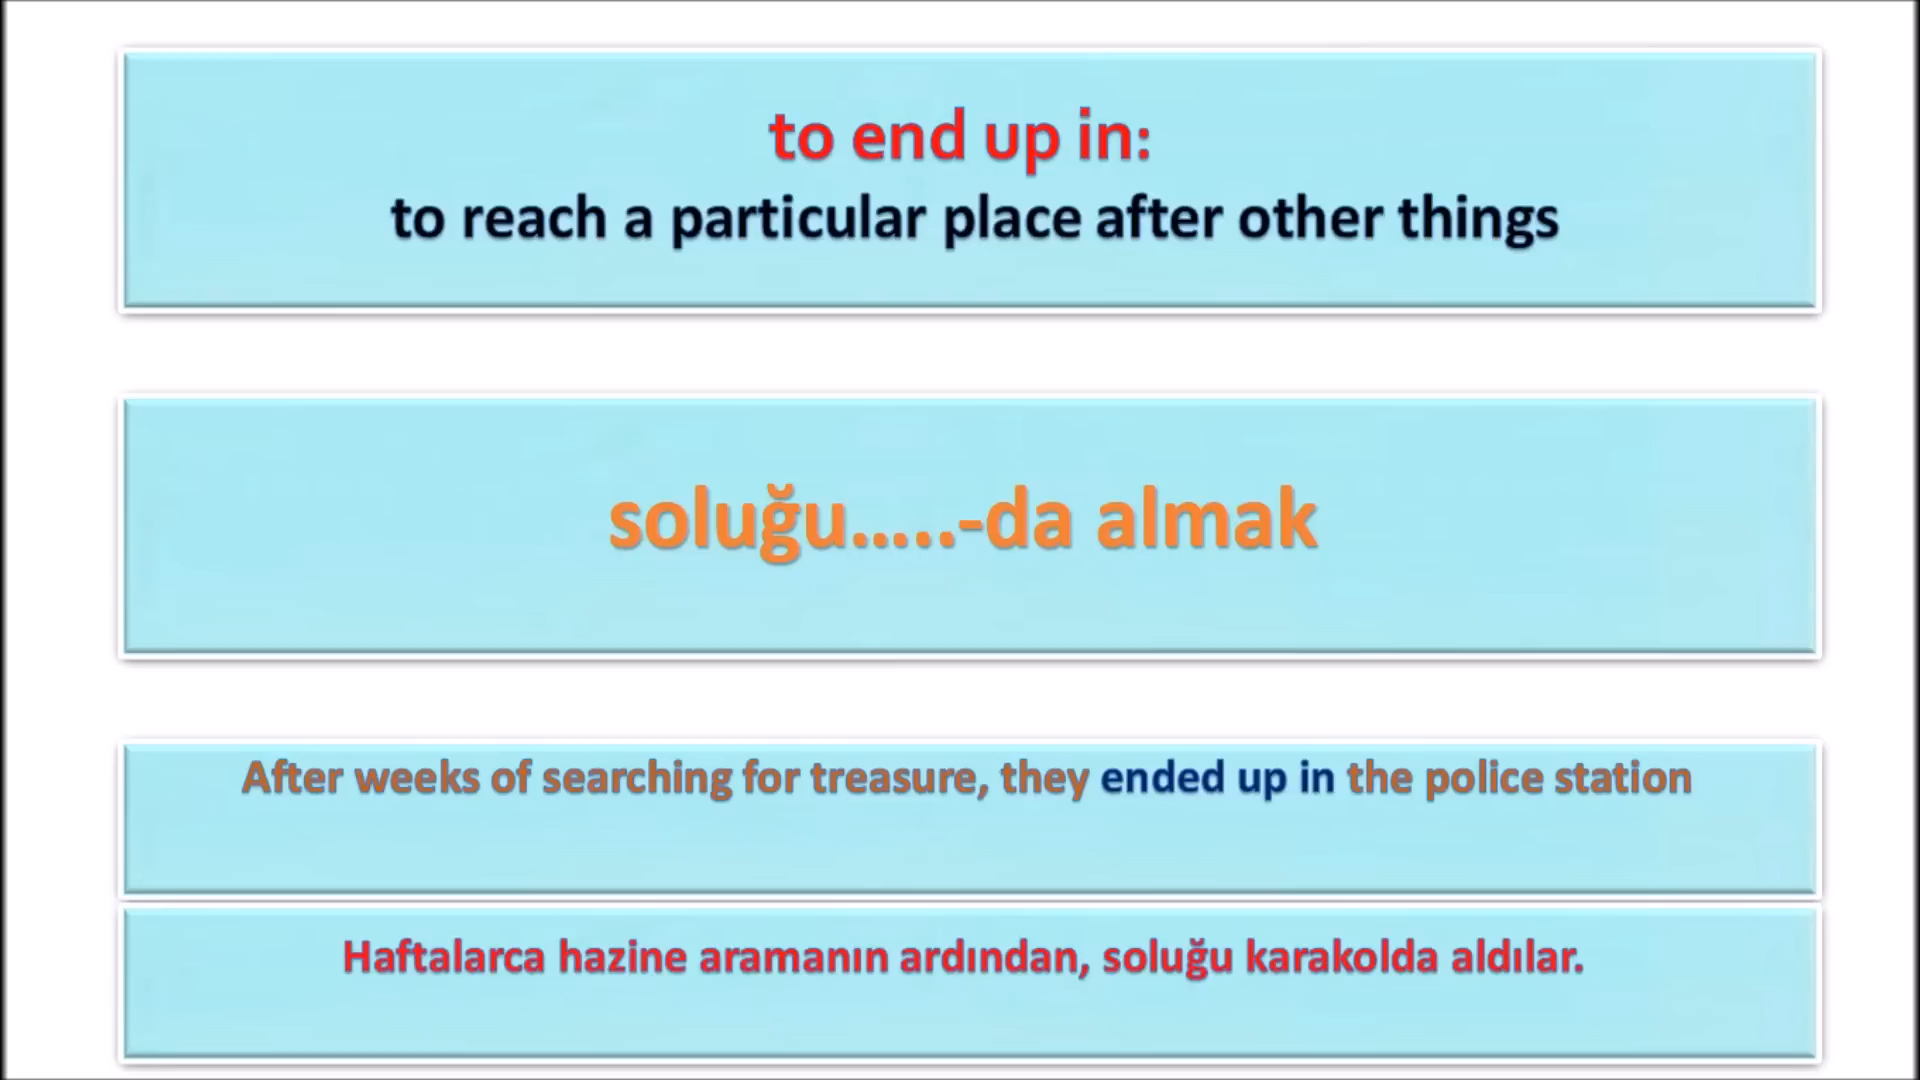 to end up in:
to reach a particular place after other things
soluğu…..-da almak
After weeks of searching for treasure, they ended up in the police station
Haftalarca hazine aramanın ardından, soluğu karakolda aldılar.